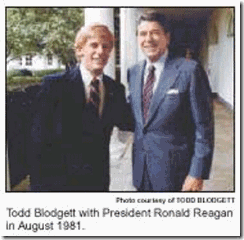 Photo courtesy of TODD BLODGETT
Todd Blodgett with President Ronald Reagan
in August 1981.